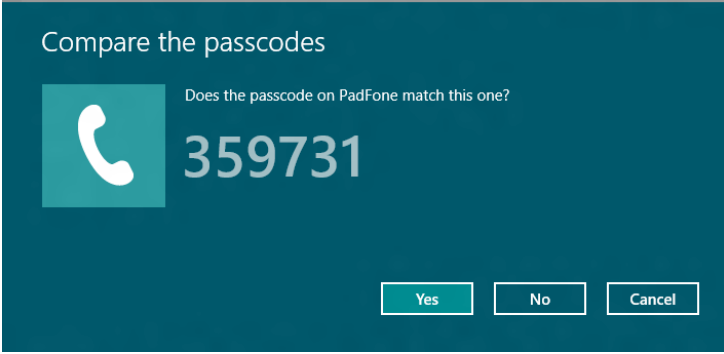 Compare the passcodes
Does the passcode on PadFone match this one?
359731
Yes No Cancel